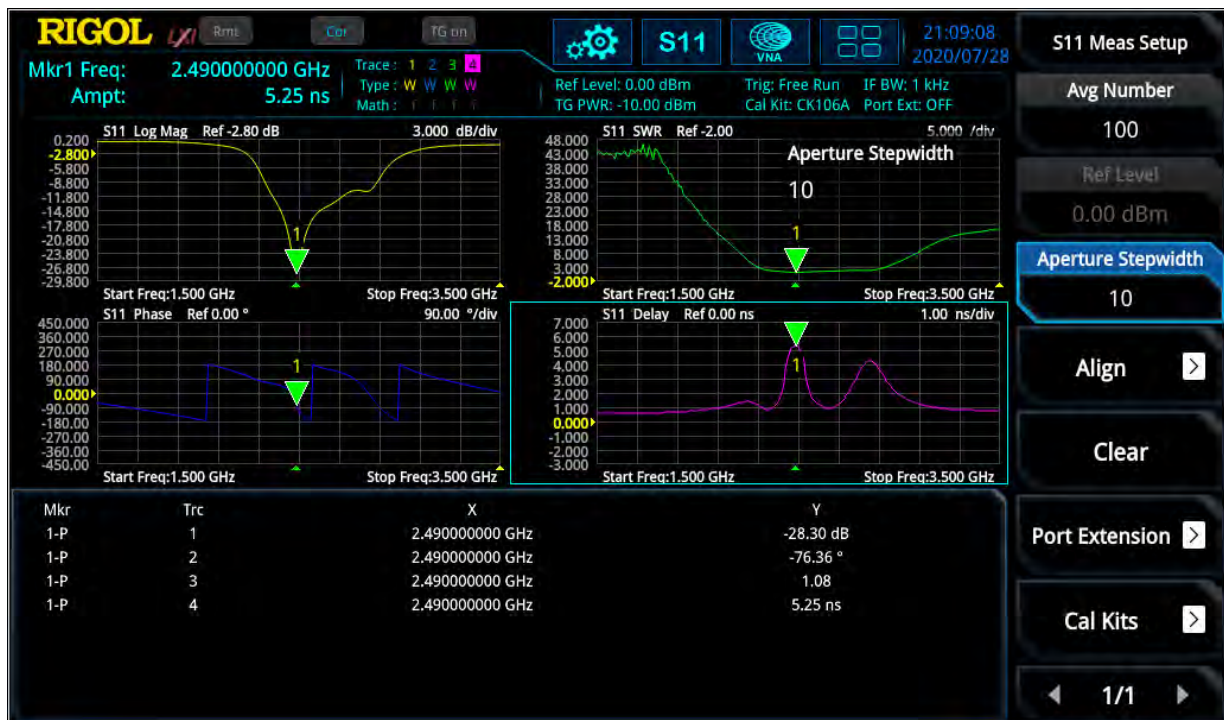 RIGOL LXI Rmt Cor TG on
S11 VNA 21:09:08
2020/07/28
Mkr1 Freq: 2.490000000 GHz
Ampt: 5.25 ns
Trace: 1 2 3 4
Type: W W W W
Math: f f f f
Ref Level: 0.00 dBm Trig: Free Run IF BW: 1 kHz
TG PWR: -10.00 dBm Cal Kit: CK106A Port Ext: OFF
S11 Log Mag Ref -2.80 dB 3.000 dB/div
0.200
-2.800
-5.800
-8.800
-11.800
-14.800
-17.800
-20.800
-23.800
-26.800
-29.800
1
Start Freq:1.500 GHz Stop Freq:3.500 GHz
S11 SWR Ref -2.00 5.000 /div
48.000
43.000
38.000
33.000
28.000
23.000
18.000
13.000
8.000
3.000
-2.000
Aperture Stepwidth
10
1
Start Freq:1.500 GHz Stop Freq:3.500 GHz
S11 Phase Ref 0.00 ° 90.00 °/div
450.000
360.000
270.000
180.000
90.000
0.000
-90.000
-180.00
-270.00
-360.00
-450.00
1
Start Freq:1.500 GHz Stop Freq:3.500 GHz
S11 Delay Ref 0.00 ns 1.00 ns/div
7.000
6.000
5.000
4.000
3.000
2.000
1.000
0.000
-1.000
-2.000
-3.000
1
Start Freq:1.500 GHz Stop Freq:3.500 GHz
Mkr Trc X Y
1-P 1 2.490000000 GHz -28.30 dB
1-P 2 2.490000000 GHz -76.36 °
1-P 3 2.490000000 GHz 1.08
1-P 4 2.490000000 GHz 5.25 ns
S11 Meas Setup
Avg Number
100
Ref Level
0.00 dBm
Aperture Stepwidth
10
Align
Clear
Port Extension
Cal Kits
1/1